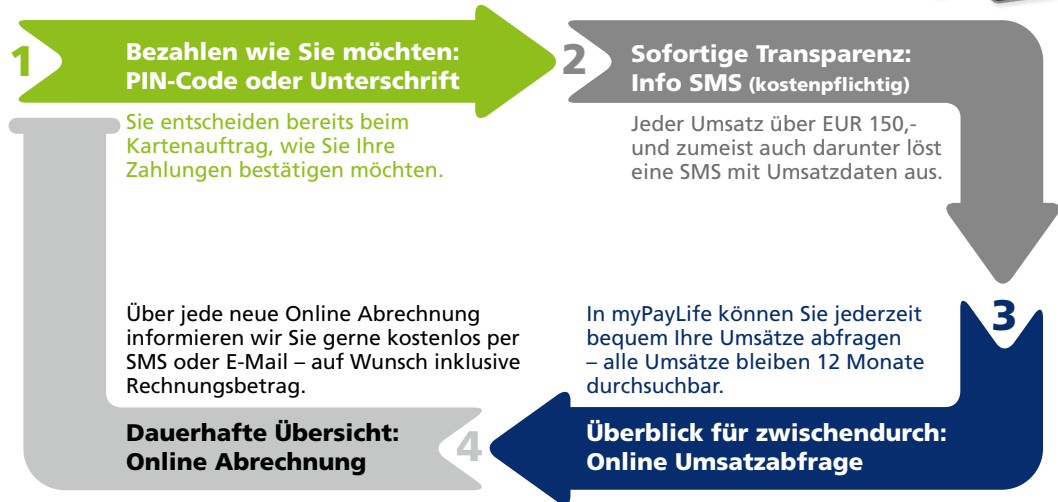 1
Bezahlen wie Sie möchten:
PIN-Code oder Unterschrift
Sie entscheiden bereits beim
Kartenauftrag, wie Sie Ihre
Zahlungen bestätigen möchten.
2
Sofortige Transparenz:
Info SMS (kostenpflichtig)
Jeder Umsatz über EUR 150,-
und zumeist auch darunter löst
eine SMS mit Umsatzdaten aus.
3
In myPayLife können Sie jederzeit
bequem Ihre Umsätze abfragen
– alle Umsätze bleiben 12 Monate
durchsuchbar.
Überblick für zwischendurch:
Online Umsatzabfrage
4
Über jede neue Online Abrechnung
informieren wir Sie gerne kostenlos per
SMS oder E-Mail – auf Wunsch inklusive
Rechnungsbetrag.
Dauerhafte Übersicht:
Online Abrechnung